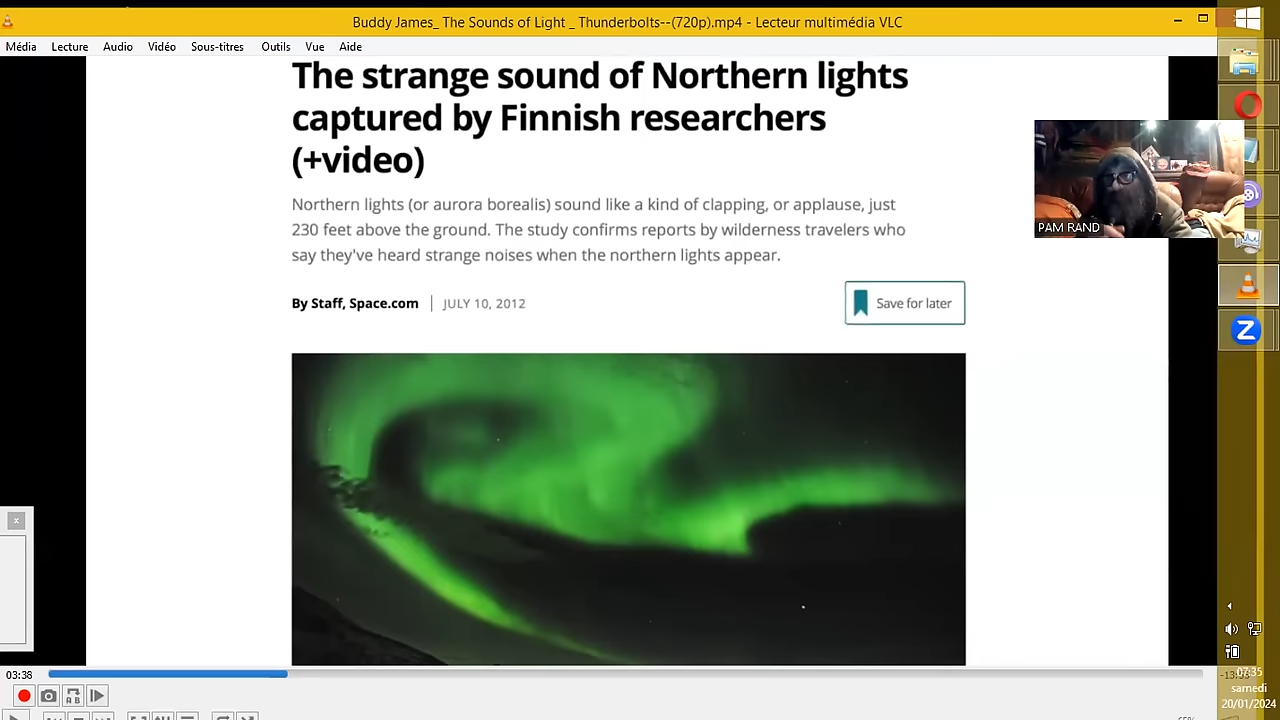 Buddy James_ The Sounds of Light _ Thunderbolts--(720p).mp4 - Lecteur multimédia VLC
Média Lecture Audio Vidéo Sous-titres Outils Vue Aide
The strange sound of Northern lights
captured by Finnish researchers
(+video)
Northern lights (or aurora borealis) sound like a kind of clapping, or applause, just
230 feet above the ground. The study confirms reports by wilderness travelers who
say they've heard strange noises when the northern lights appear.
By Staff, Space.com | JULY 10, 2012
Save for later
PAM RAND
Z
x
03:38
07:35
samedi
20/01/2024